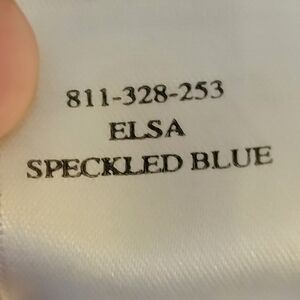 811-328-253
ELSA
SPECKLED BLUE